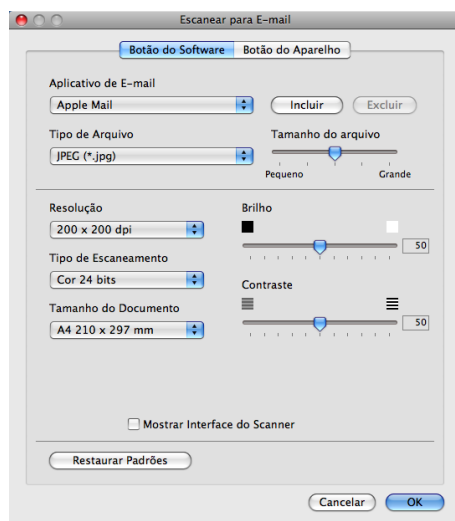 Escanear para E-mail
Botão do Software Botão do Aparelho
Aplicativo de E-mail
Apple Mail Incluir Excluir
Tipo de Arquivo Tamanho do arquivo
JPEG (*.jpg)
Pequeno Grande
Resolução Brilho
200 x 200 dpi
50
Tipo de Escaneamento
Cor 24 bits
Contraste
Tamanho do Documento
A4 210 x 297 mm 50
Mostrar Interface do Scanner
Restaurar Padrões
Cancelar OK